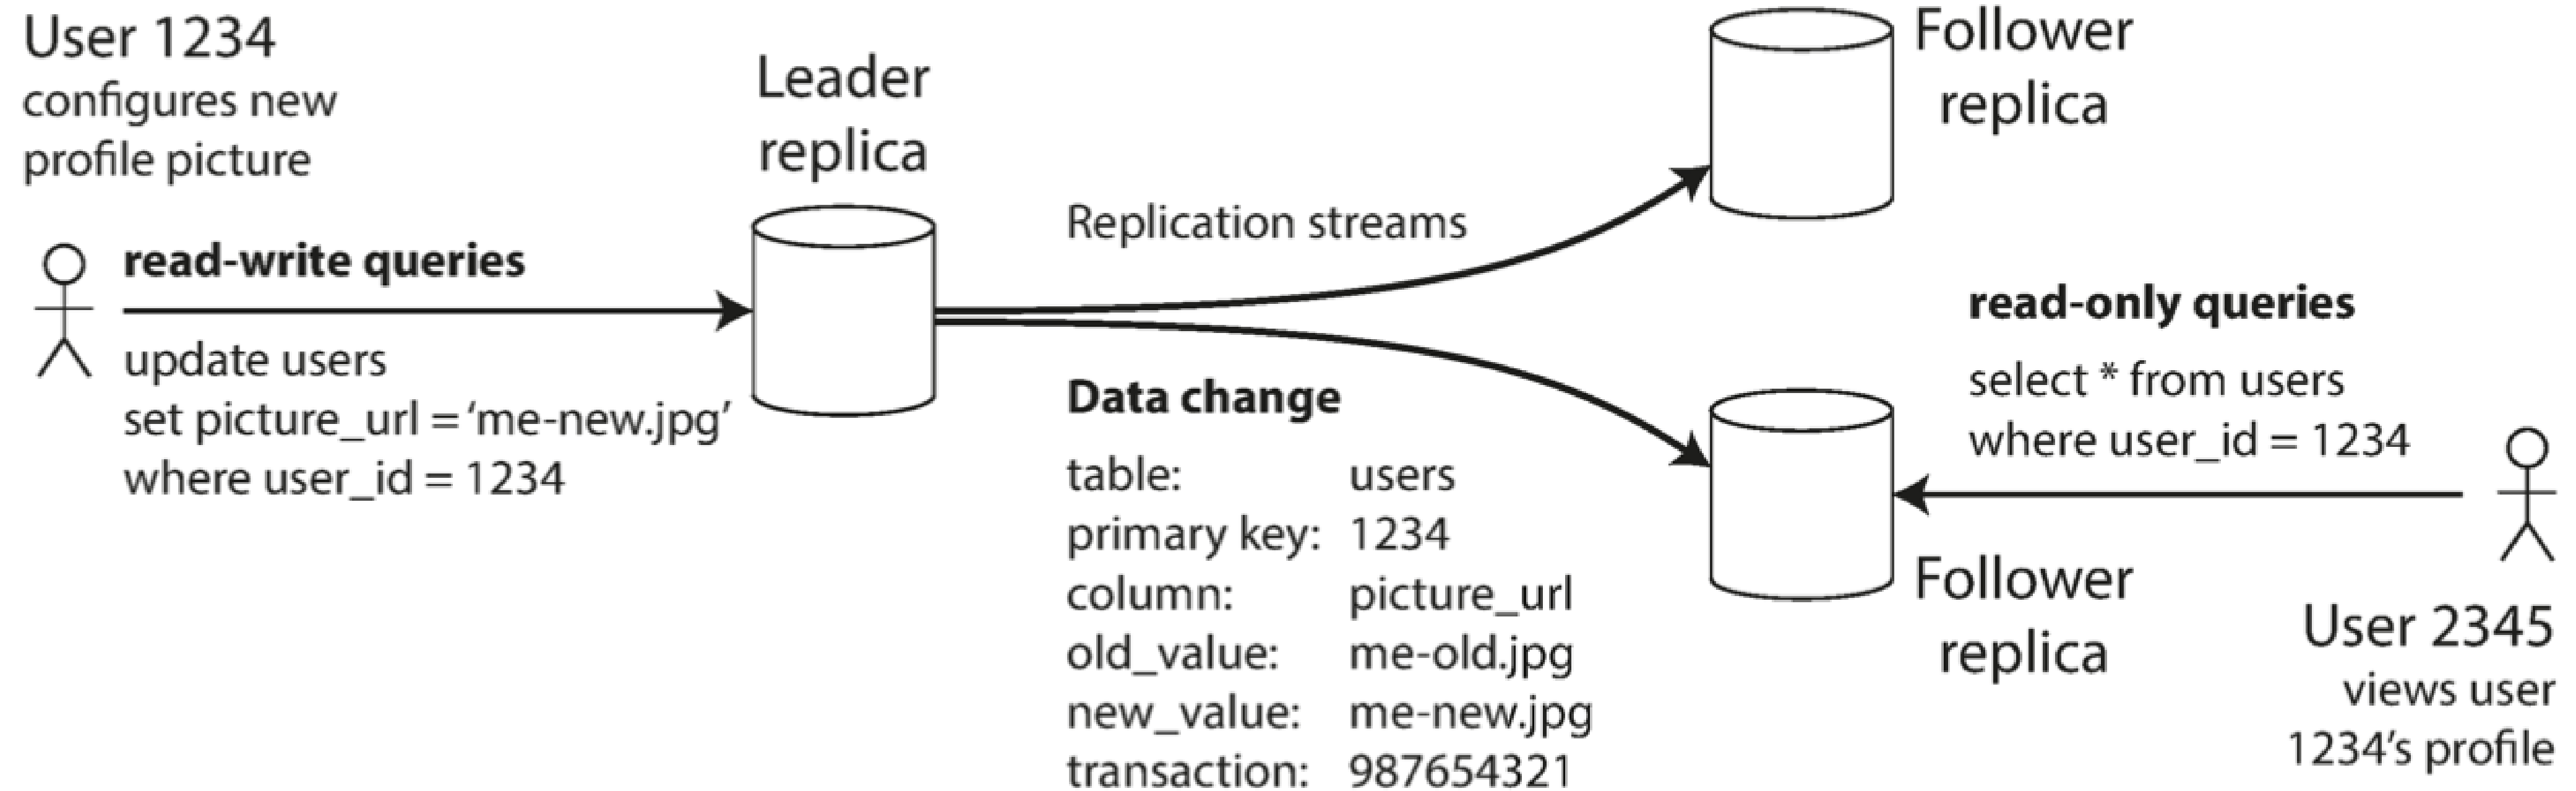 User 1234
configures new
profile picture
read-write queries
update users
set picture_url = ‘me-new.jpg’
where user_id = 1234
Leader
replica
Replication streams
Data change
table: users
primary key: 1234
column: picture_url
old_value: me-old.jpg
new_value: me-new.jpg
transaction: 987654321
Follower
replica
read-only queries
select * from users
where user_id = 1234
Follower
replica
User 2345
views user
1234’s profile